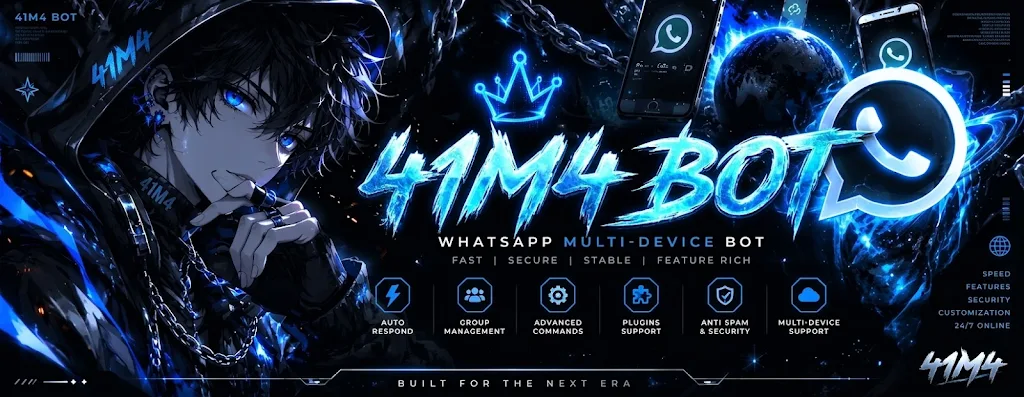 41M4 BOT
41M4
41M4
41M4 BOT
WHATSAPP MULTI-DEVICE BOT
FAST | SECURE | STABLE | FEATURE RICH
AUTO RESPOND
GROUP MANAGEMENT
ADVANCED COMMANDS
PLUGINS SUPPORT
ANTI SPAM & SECURITY
MULTI-DEVICE SUPPORT
SPEED
FEATURES
SECURITY
CUSTOMIZATION
24/7 ONLINE
41M4
BUILT FOR THE NEXT ERA